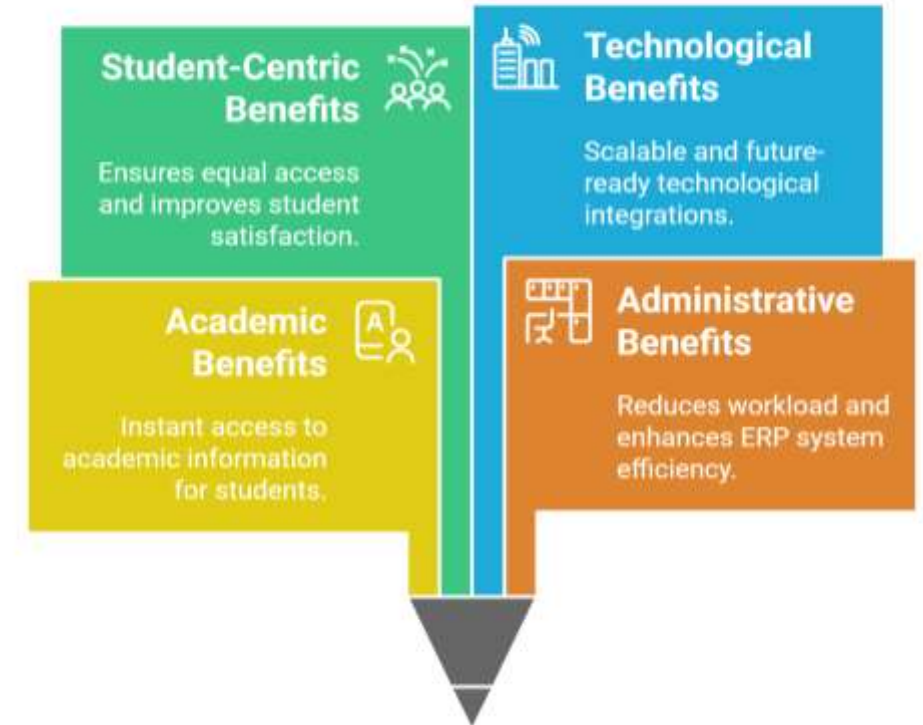 Student-Centric
Benefits
Ensures equal access
and improves student
satisfaction.
Technological
Benefits
Scalable and future-
ready technological
integrations.
Academic
Benefits
A
Instant access to
academic information
for students.
Administrative
Benefits
Reduces workload and
enhances ERP system
efficiency.